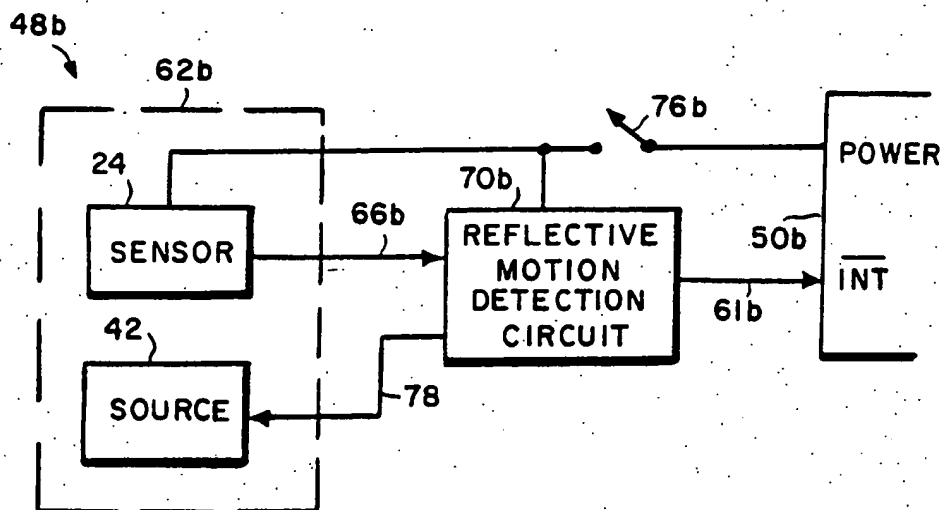 48b
62b
76b
24
70b
POWER
66b
50b
SENSOR
REFLECTIVE
MOTION
DETECTION
CIRCUIT
INT
61b
42
78
SOURCE